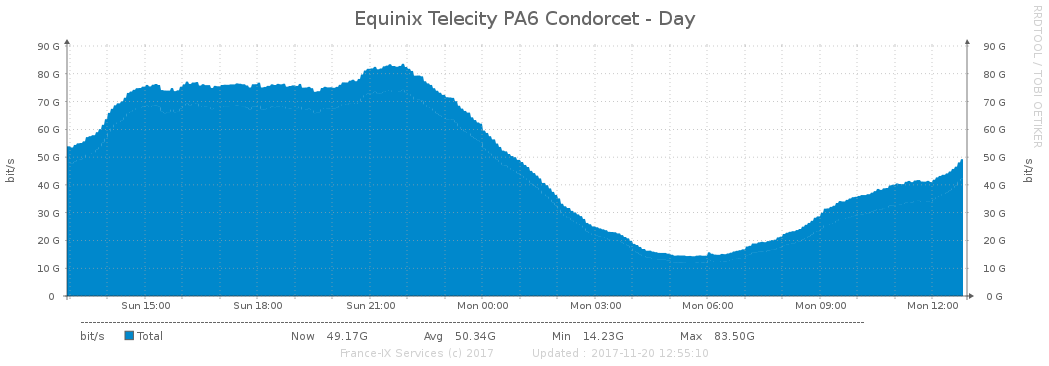 Equinix Telecity PA6 Condorcet - Day
RRDTOOL / TOBI OETIKER
90 G 90 G
80 G 80 G
70 G 70 G
60 G 60 G
50 G 50 G
40 G 40 G
30 G 30 G
20 G 20 G
10 G 10 G
0 0 G
bit/s bit/s
Sun 15:00 Sun 18:00 Sun 21:00 Mon 00:00 Mon 03:00 Mon 06:00 Mon 09:00 Mon 12:00
bit/s Total Now 49.17G Avg 50.34G Min 14.23G Max 83.50G
France-IX Services (c) 2017 Updated : 2017-11-20 12:55:10